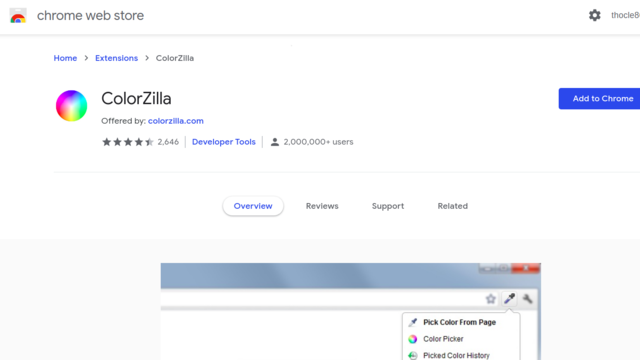 chrome web store
thocle8
Home > Extensions > ColorZilla
ColorZilla
Add to Chrome
Offered by: colorzilla.com
2,646 Developer Tools 2,000,000+ users
Overview Reviews Support Related
Pick Color From Page
Color Picker
Picked Color History